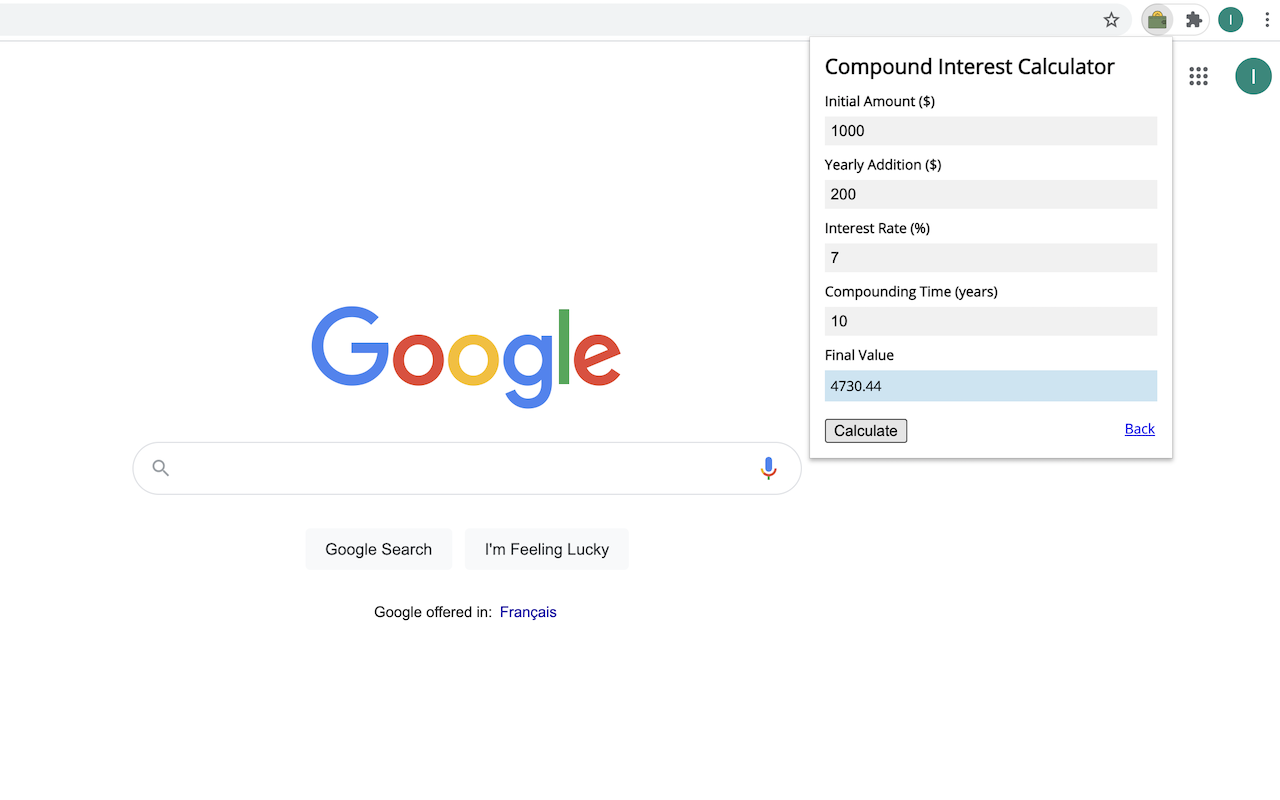 I
Compound Interest Calculator
I
Initial Amount ($)
1000
Yearly Addition ($)
200
Interest Rate (%)
7
Compounding Time (years)
10
Final Value
4730.44
Calculate
Back
Google
Google Search
I'm Feeling Lucky
Google offered in: Français